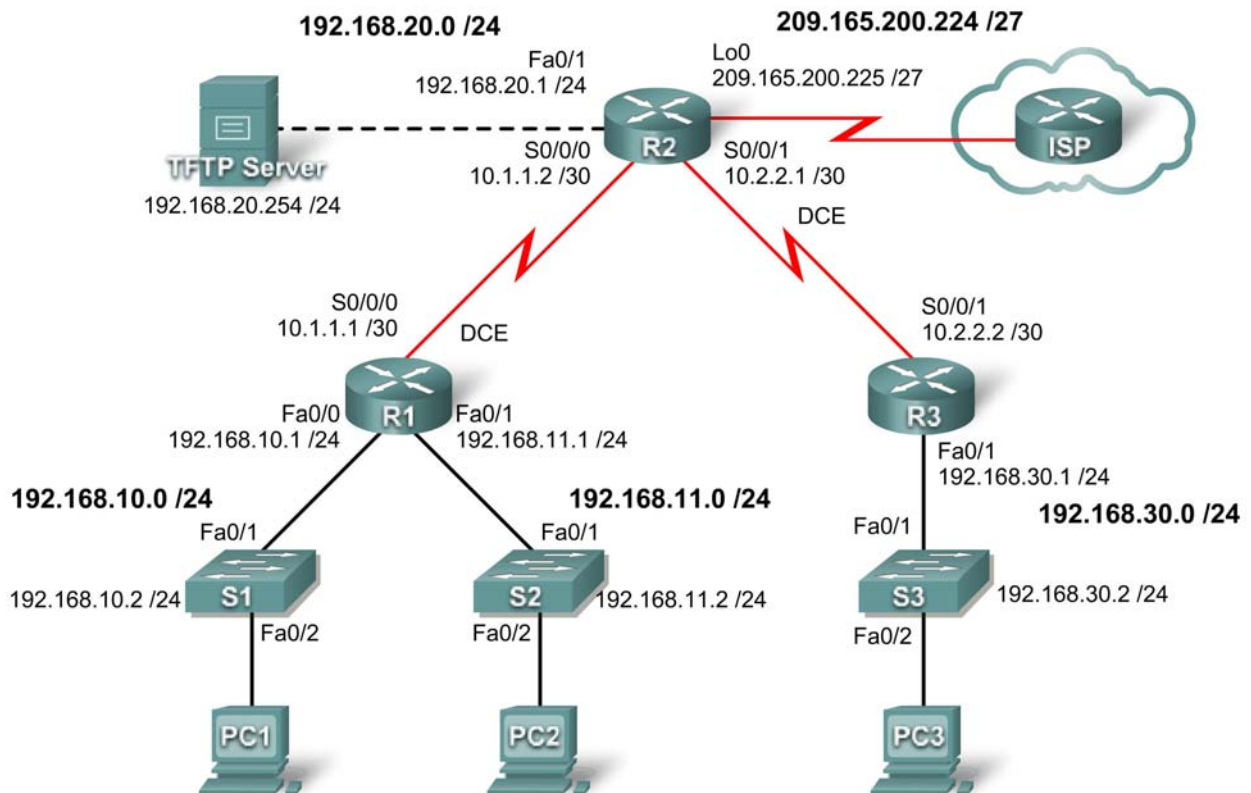 192.168.20.0 /24
209.165.200.224 /27
Fa0/1
192.168.20.1 /24
Lo0
209.165.200.225 /27
TFTP Server
192.168.20.254 /24
R2
ISP
S0/0/0
10.1.1.2 /30
S0/0/1
10.2.2.1 /30
DCE
S0/0/0
10.1.1.1 /30
DCE
S0/0/1
10.2.2.2 /30
R1
R3
Fa0/0
192.168.10.1 /24
Fa0/1
192.168.11.1 /24
Fa0/1
192.168.30.1 /24
192.168.10.0 /24
192.168.11.0 /24
192.168.30.0 /24
Fa0/1
Fa0/1
Fa0/1
192.168.10.2 /24
S1
S2
192.168.11.2 /24
S3
192.168.30.2 /24
Fa0/2
Fa0/2
Fa0/2
PC1
PC2
PC3